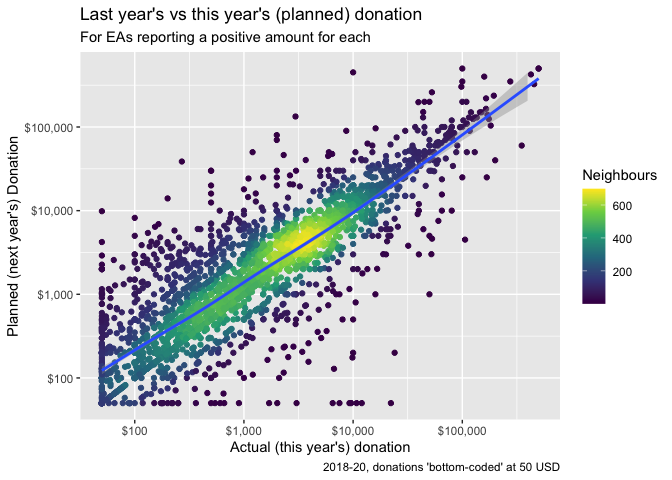 Last year's vs this year's (planned) donation
For EAs reporting a positive amount for each
Planned (next year's) Donation
$100,000
$10,000
$1,000
$100
$100
$1,000
$10,000
$100,000
Actual (this year's) donation
2018-20, donations 'bottom-coded' at 50 USD
Neighbours
600
400
200